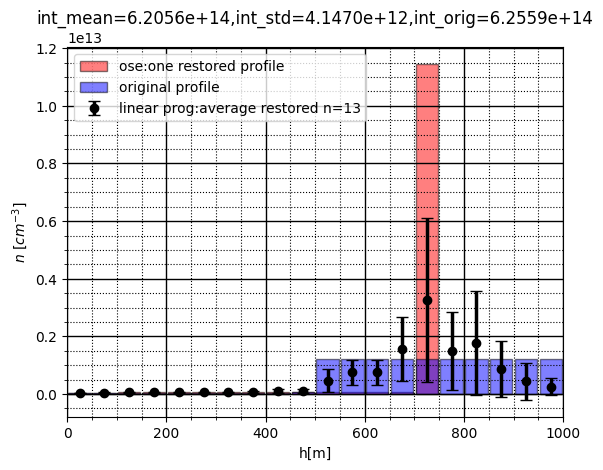 int_mean=6.2056e+14,int_std=4.1470e+12,int_orig=6.2559e+14
1e13
1.2
ose:one restored profile
original profile
linear prog:average restored n=13
1.0
0.8
0.6
0.4
0.2
0.0
n [cm⁻³]
0 200 400 600 800 1000
h[m]